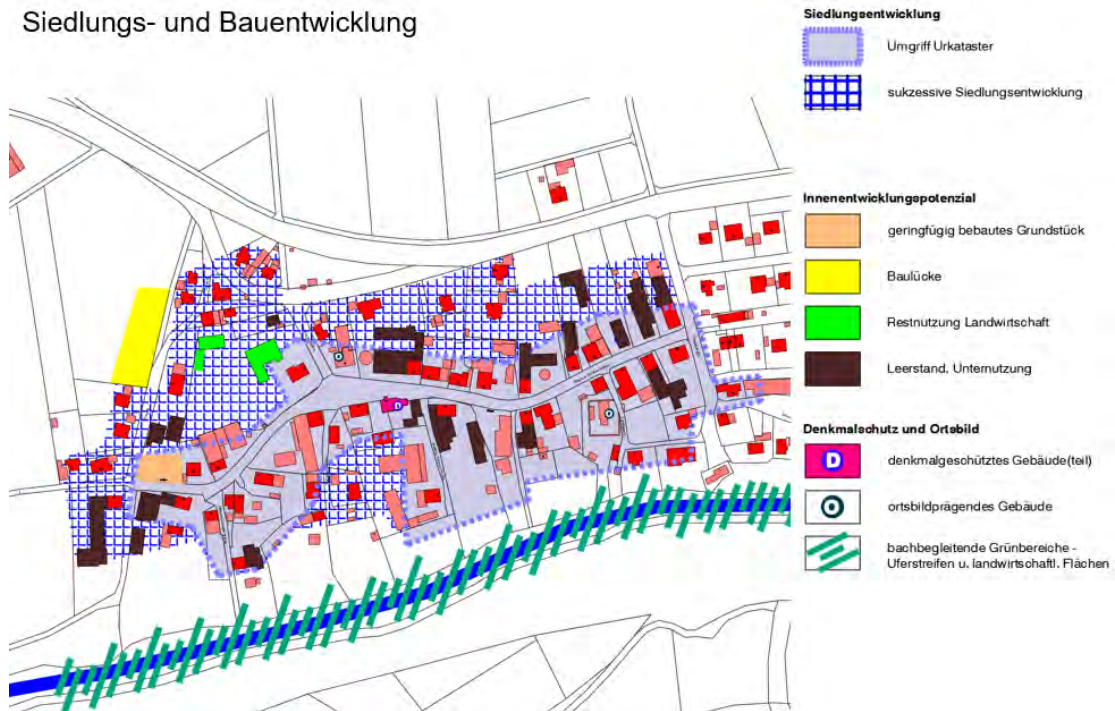 Siedlungs- und Bauentwicklung
Siedlungsentwicklung
Umgriff Urkataster
sukzessive Siedlungsentwicklung
Innenentwicklungspotenzial
geringfügig bebautes Grundstück
Baulücke
Restnutzung Landwirtschaft
Leerstand, Unternutzung
Denkmalschutz und Ortsbild
D
denkmalgeschütztes Gebäude(teil)
ortsbildprägendes Gebäude
bachbegleitende Grünbereiche -
Uferstreifen u. landwirtschaftl. Flächen
D